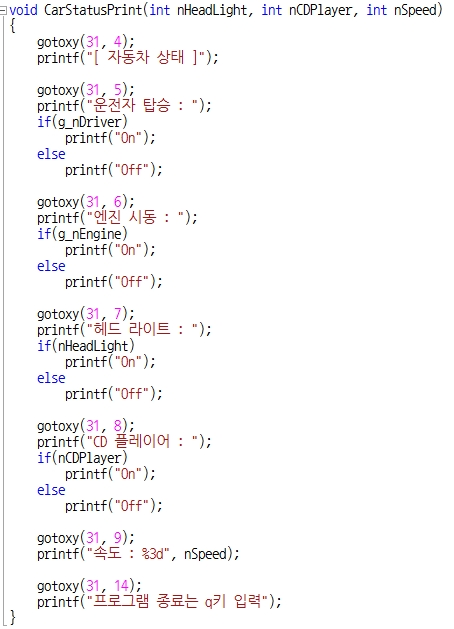 void CarStatusPrint(int nHeadLight, int nCDPlayer, int nSpeed)
{
    gotoxy(31, 4);
    printf("[ 자동차 상태 ]");

    gotoxy(31, 5);
    printf("운전자 탑승 : ");
    if(g_nDriver)
        printf("On");
    else
        printf("Off");

    gotoxy(31, 6);
    printf("엔진 시동 : ");
    if(g_nEngine)
        printf("On");
    else
        printf("Off");

    gotoxy(31, 7);
    printf("헤드 라이트 : ");
    if(nHeadLight)
        printf("On");
    else
        printf("Off");

    gotoxy(31, 8);
    printf("CD 플레이어 : ");
    if(nCDPlayer)
        printf("On");
    else
        printf("Off");

    gotoxy(31, 9);
    printf("속도 : %3d", nSpeed);

    gotoxy(31, 14);
    printf("프로그램 종료는 q키 입력");
}